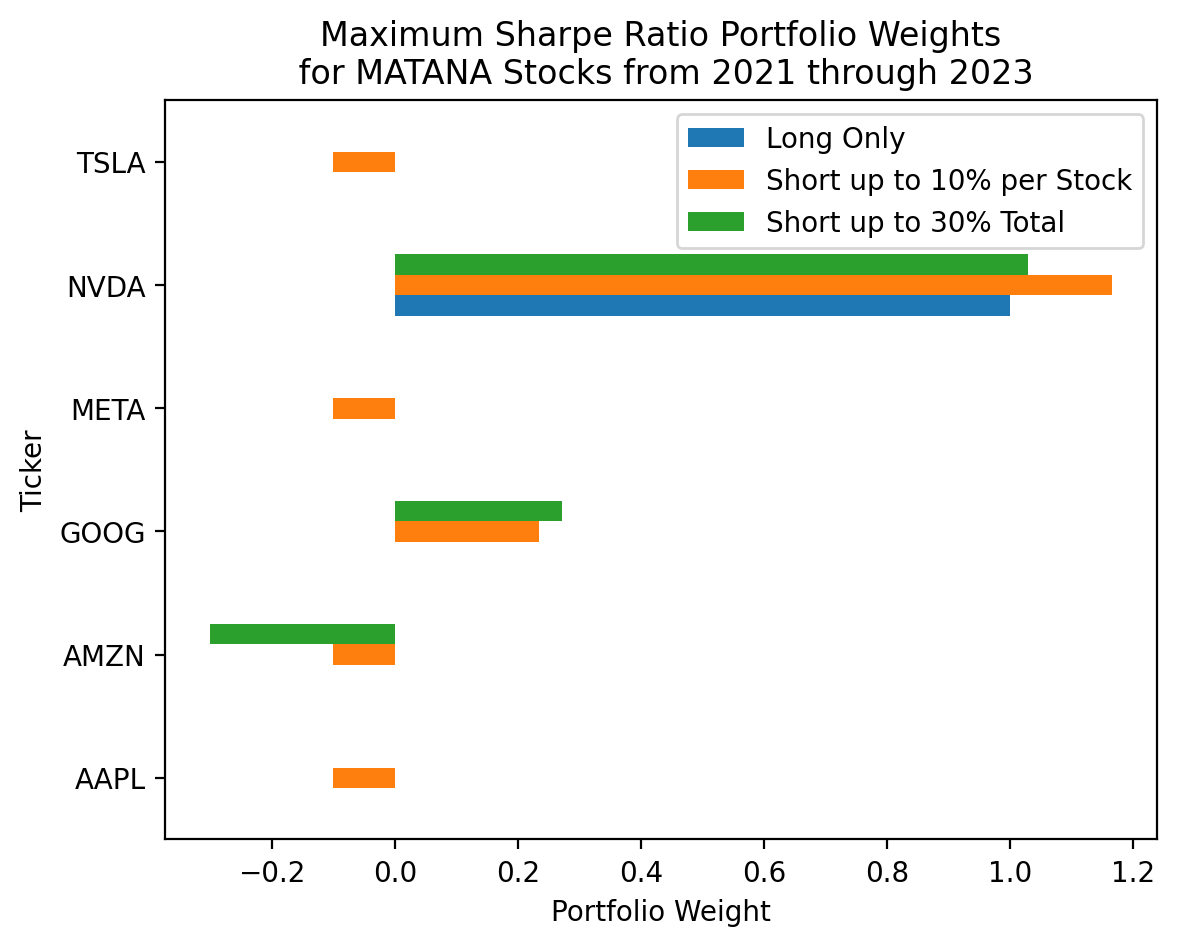 Maximum Sharpe Ratio Portfolio Weights
for MATANA Stocks from 2021 through 2023
Long Only
Short up to 10% per Stock
Short up to 30% Total
TSLA
NVDA
META
GOOG
AMZN
AAPL
Ticker
−0.2 0.0 0.2 0.4 0.6 0.8 1.0 1.2
Portfolio Weight